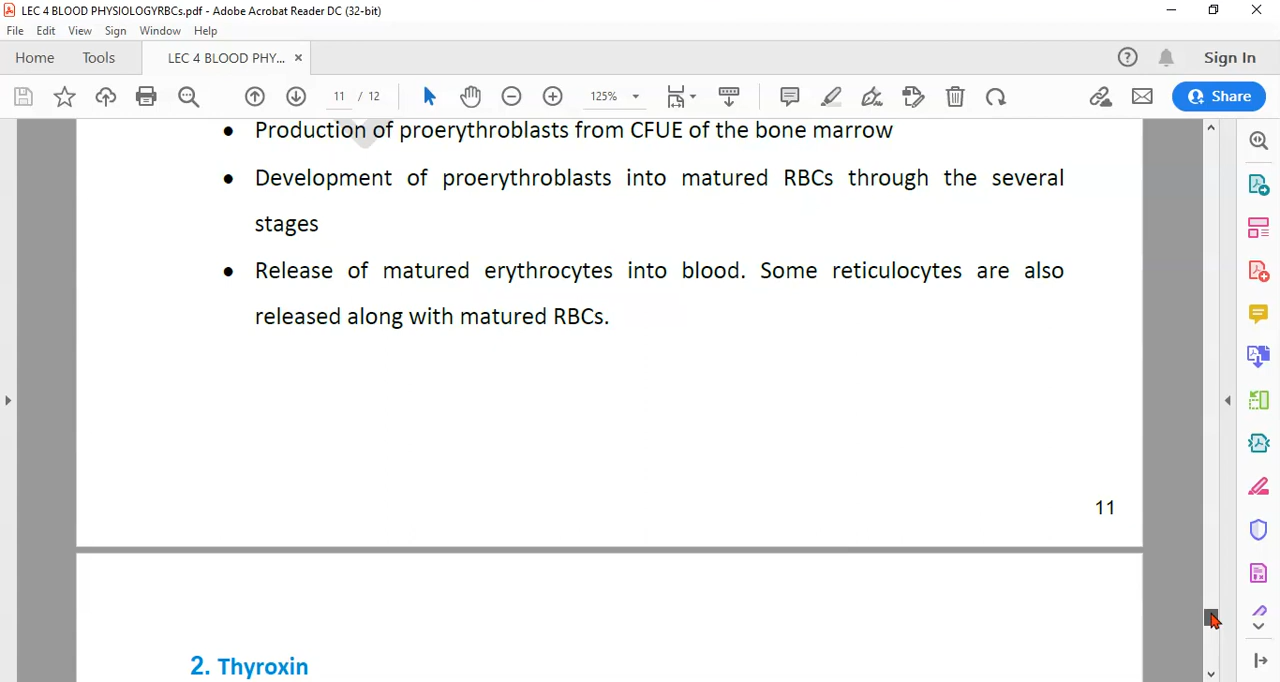 LEC 4 BLOOD PHYSIOLOGYRBCs.pdf - Adobe Acrobat Reader DC (32-bit)
File Edit View Sign Window Help
Home Tools LEC 4 BLOOD PHY... × Sign In
11 / 12 125% Share
• Production of proerythroblasts from CFUE of the bone marrow
• Development of proerythroblasts into matured RBCs through the several
stages
• Release of matured erythrocytes into blood. Some reticulocytes are also
released along with matured RBCs.
11
2. Thyroxin